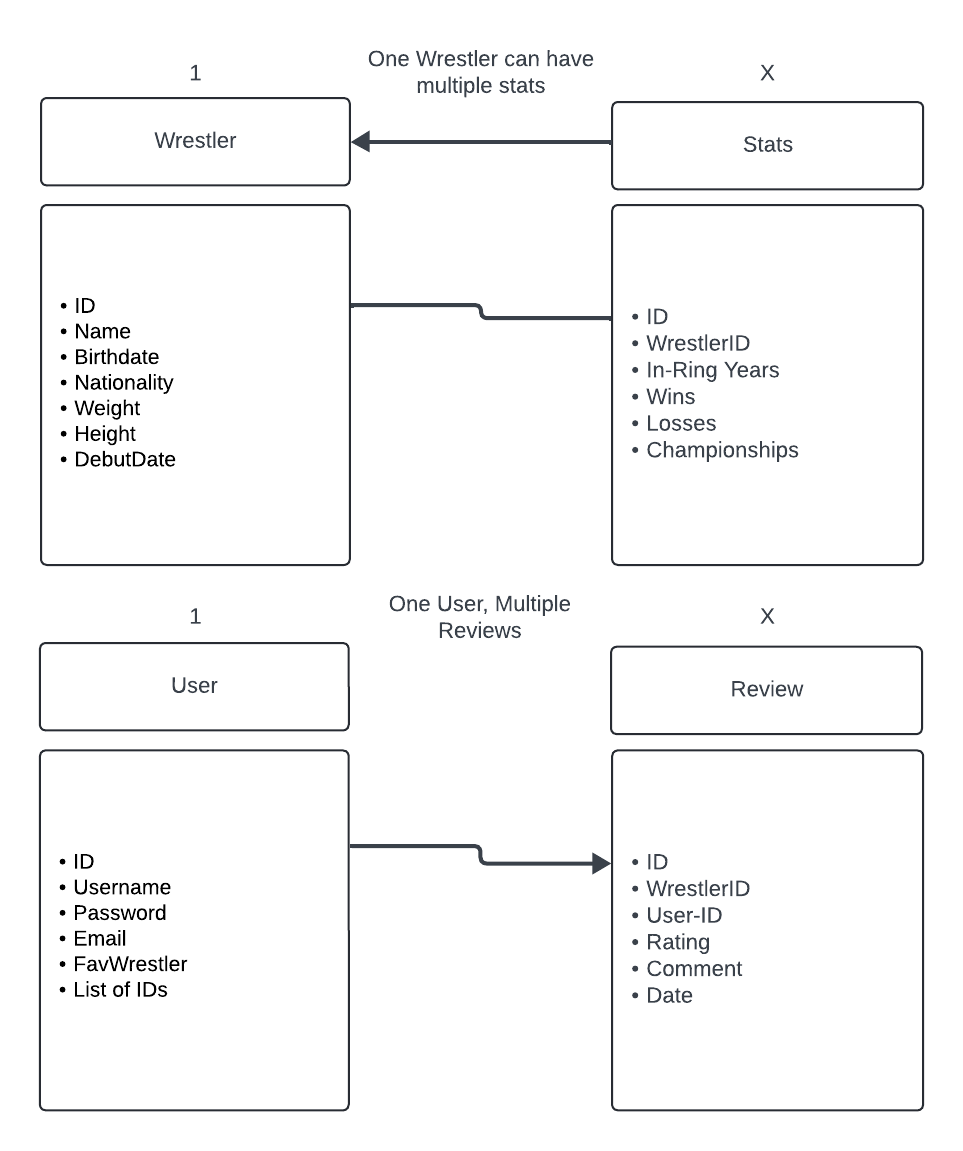 1
One Wrestler can have
multiple stats
X
Wrestler
Stats
• ID
• Name
• Birthdate
• Nationality
• Weight
• Height
• DebutDate
• ID
• WrestlerID
• In-Ring Years
• Wins
• Losses
• Championships
1
One User, Multiple
Reviews
X
User
Review
• ID
• Username
• Password
• Email
• FavWrestler
• List of IDs
• ID
• WrestlerID
• User-ID
• Rating
• Comment
• Date